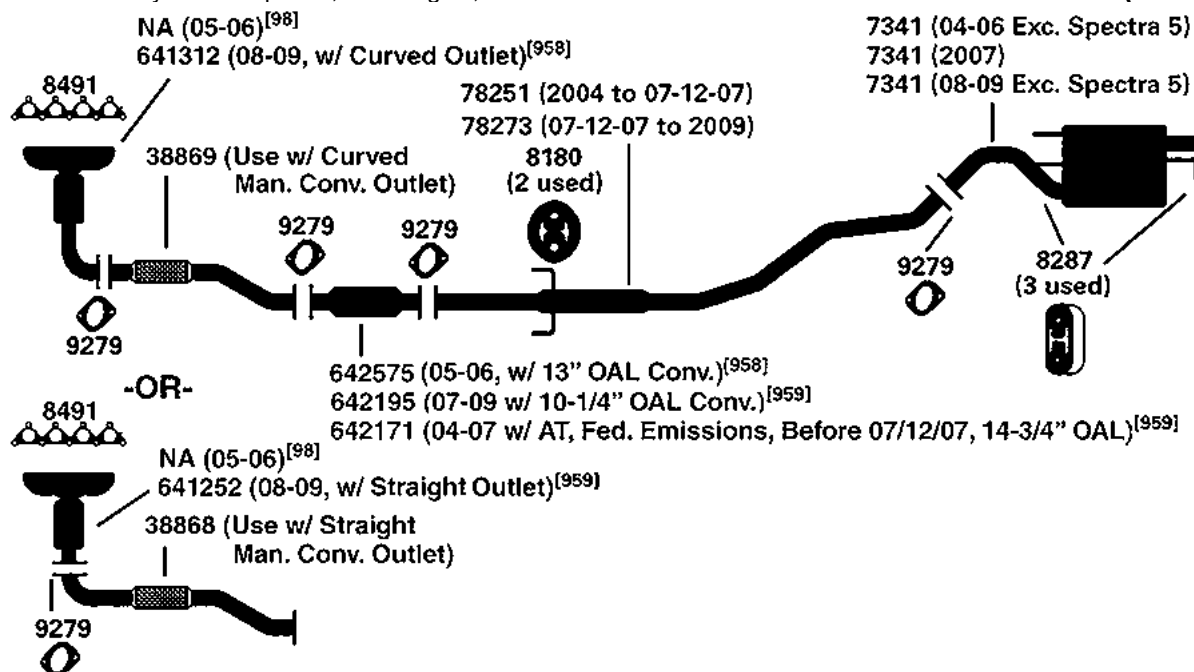 NA (05-06)[98]
641312 (08-09, w/ Curved Outlet)[958]
8491
38869 (Use w/ Curved
Man. Conv. Outlet)
9279
9279
9279
78251 (2004 to 07-12-07)
78273 (07-12-07 to 2009)
8180
(2 used)
7341 (04-06 Exc. Spectra 5)
7341 (2007)
7341 (08-09 Exc. Spectra 5)
9279
8287
(3 used)
642575 (05-06, w/ 13” OAL Conv.)[958]
642195 (07-09 w/ 10-1/4” OAL Conv.)[959]
642171 (04-07 w/ AT, Fed. Emissions, Before 07/12/07, 14-3/4” OAL)[959]
-OR-
8491
NA (05-06)[98]
641252 (08-09, w/ Straight Outlet)[959]
38868 (Use w/ Straight
Man. Conv. Outlet)
9279